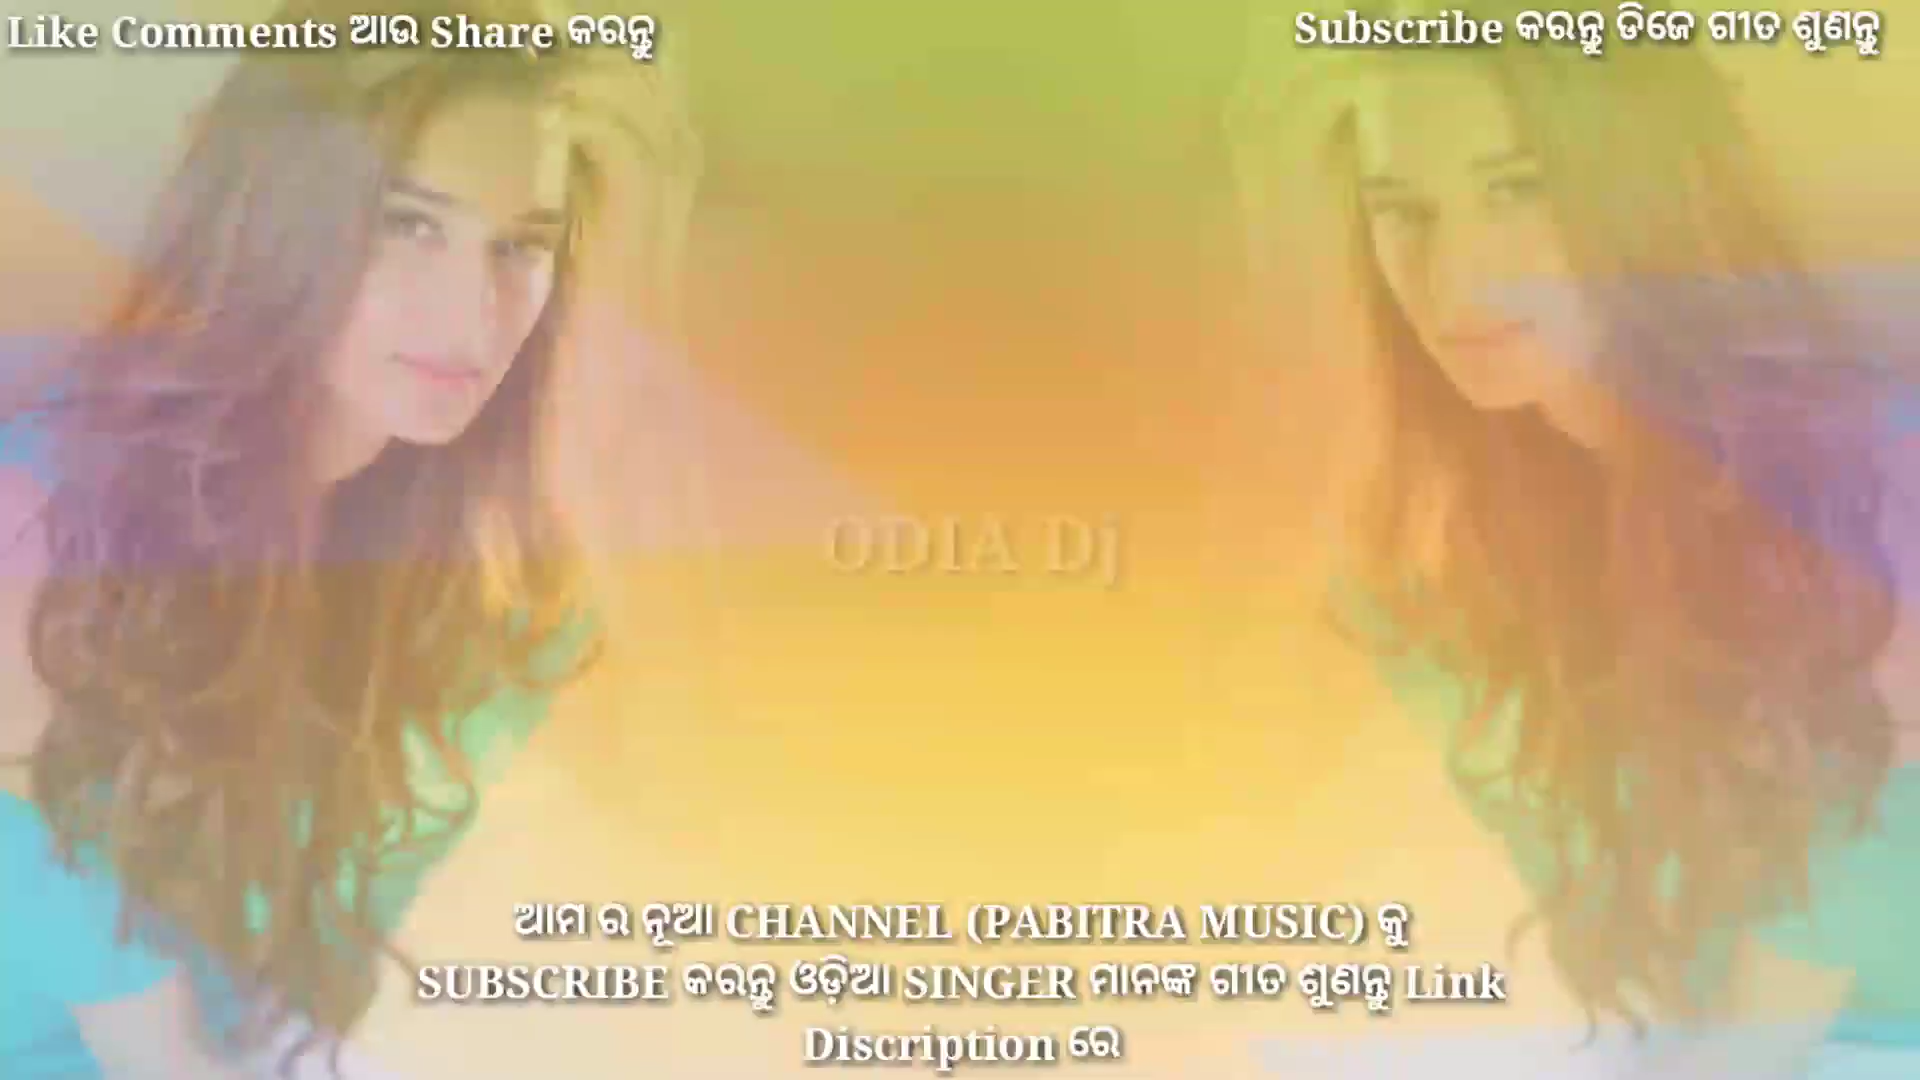 Like Comments ଆଉ Share କରନ୍ତୁ
Subscribe କରନ୍ତୁ ଡିଜେ ଗୀତ ଶୁଣନ୍ତୁ
ODIA Dj
ଆମ ର ନୂଆ CHANNEL (PABITRA MUSIC) କୁ
SUBSCRIBE କରନ୍ତୁ ଓଡ଼ିଆ SINGER ମାନଙ୍କ ଗୀତ ଶୁଣନ୍ତୁ Link
Discription ରେ